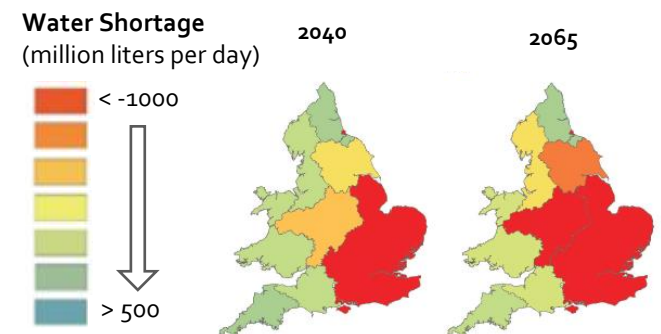 Water Shortage
(million liters per day)
2040
2065
< -1000
> 500